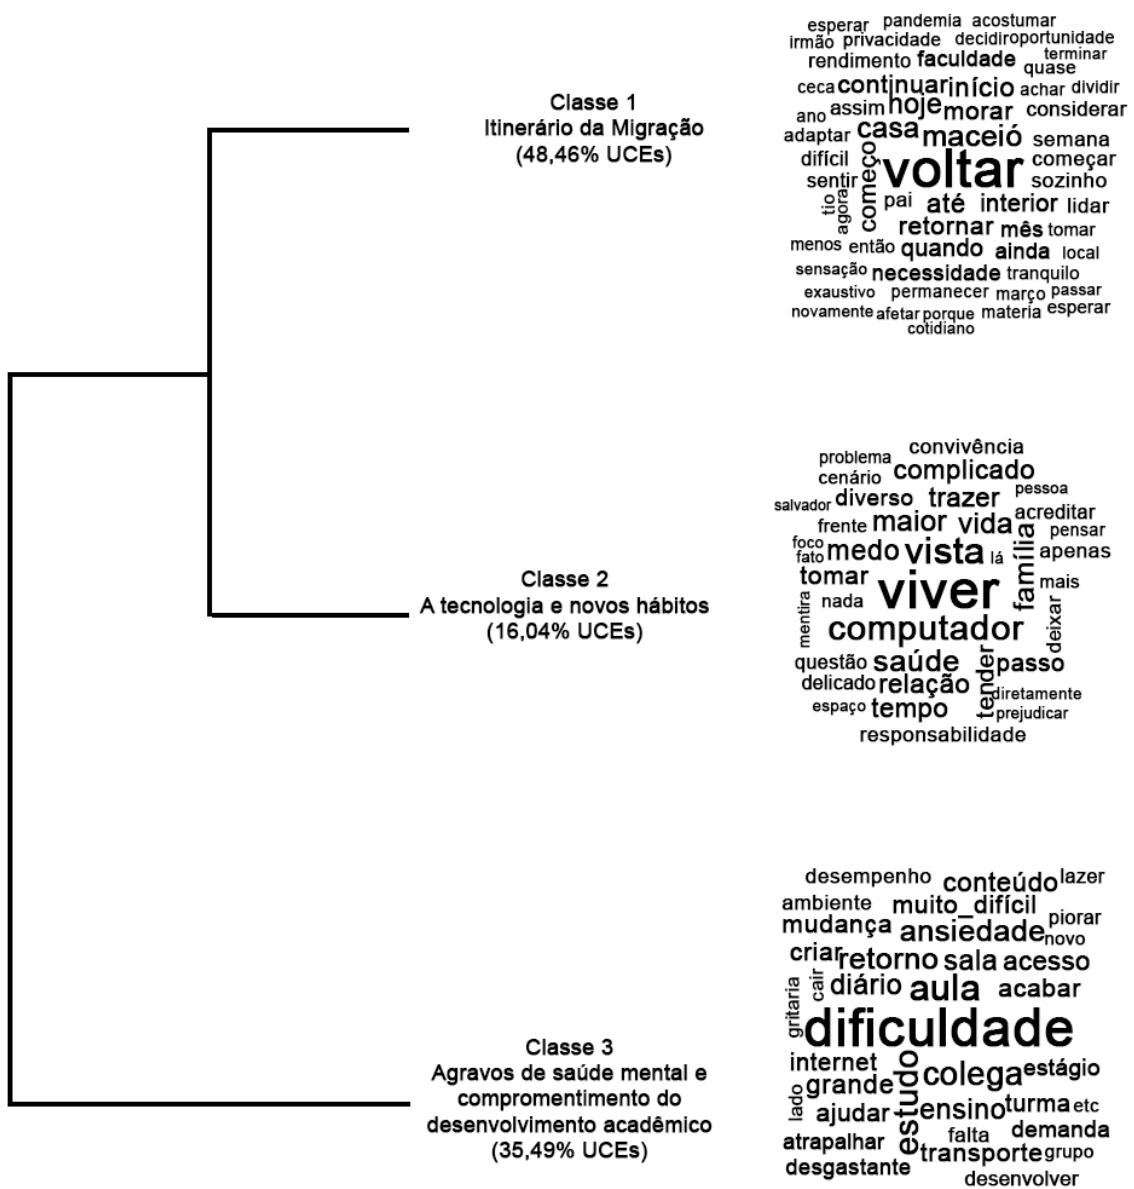 esperar pandemia acostumar
irmão privacidade decidir oportunidade
rendimento faculdade terminar
quase
ceca continuar início achar dividir
ano assim hoje morar considerar
adaptar casa maceió semana
difícil começo voltar começar
sentir sozinho
tio agora pai até interior lidar
retornar mês tomar
menos então quando ainda local
sensação necessidade tranquilo
exaustivo permanecer março passar
novamente afetar porque materia esperar
cotidiano
Classe 1
Itinerário da Migração
(48,46% UCEs)
convivência
problema complicado
cenário
salvador diverso trazer pessoa
frente maior vida acreditar
pensar
foco medo vista lá família apenas
fato
tomar viver mais
mentira nada
computador deixar
questão saúde tender passo
delicado relação diretamente
espaço tempo prejudicar
responsabilidade
Classe 2
A tecnologia e novos hábitos
(16,04% UCEs)
desempenho conteúdo lazer
ambiente muito_difícil
mudança ansiedade piorar
novo
criar retorno sala acesso
gritaria cair diário aula acabar
dificuldade
internet estudo colega estágio
lado grande
ajudar ensino turma etc
atrapalhar falta demanda
desgastante transporte grupo
desenvolver
Classe 3
Agravos de saúde mental e
compromentimento do
desenvolvimento acadêmico
(35,49% UCEs)